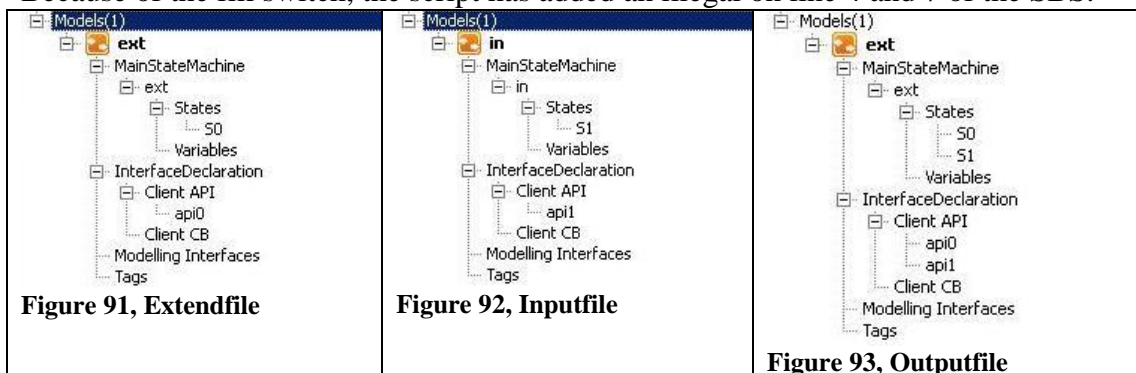 Because of the fill switch, the script has added an illegal on line 4 and 7 of the SBS.
Models(1)
ext
MainStateMachine
ext
States
S0
Variables
InterfaceDeclaration
Client API
api0
Client CB
Modelling Interfaces
Tags
Figure 91, Extendfile
Models(1)
in
MainStateMachine
in
States
S1
Variables
InterfaceDeclaration
Client API
api1
Client CB
Modelling Interfaces
Tags
Figure 92, Inputfile
Models(1)
ext
MainStateMachine
ext
States
S0
S1
Variables
InterfaceDeclaration
Client API
api0
api1
Client CB
Modelling Interfaces
Tags
Figure 93, Outputfile